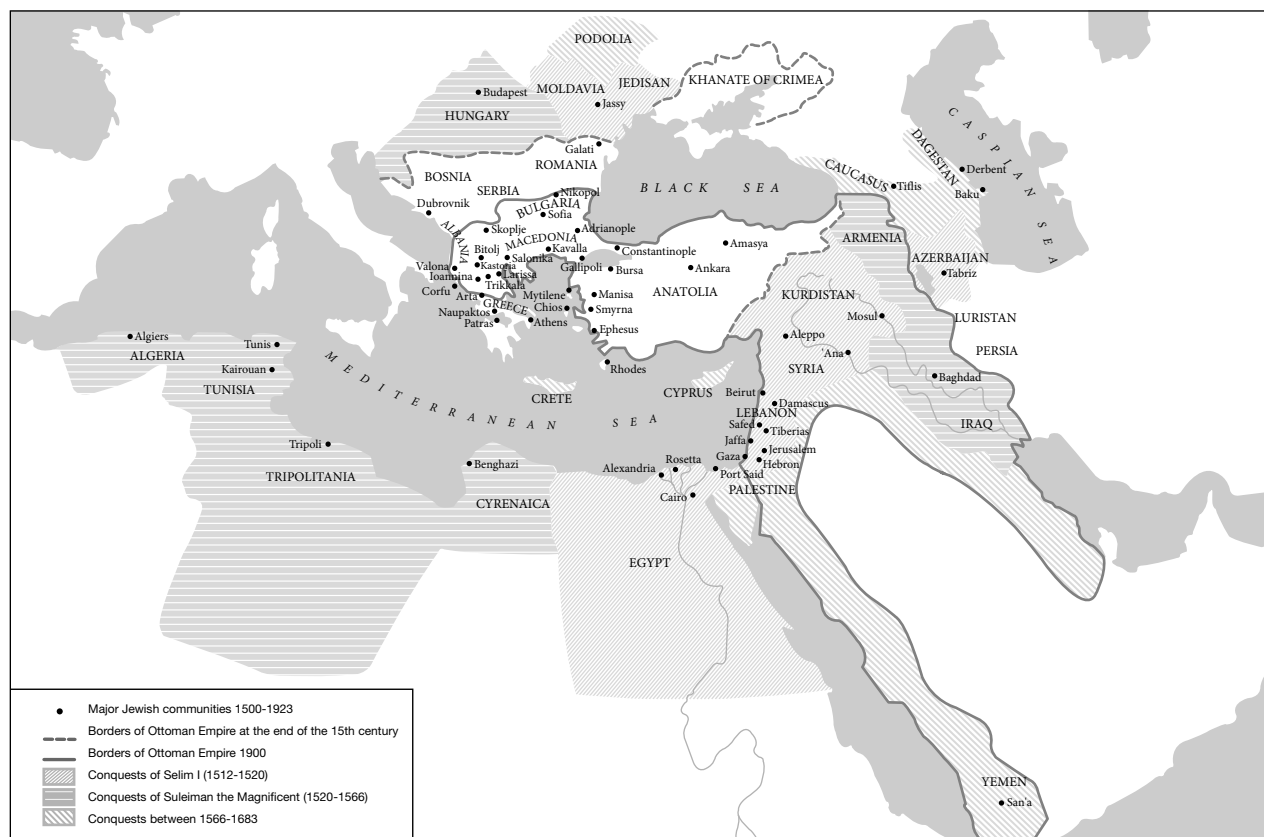 PODOLIA
KHANATE OF CRIMEA
MOLDAVIA
JEDISAN
Budapest
Jassy
HUNGARY
CASPIAN SEA
DAGESTAN
Galati
ROMANIA
CAUCASUS
Derbent
Tiflis
Baku
BOSNIA
BLACK SEA
SERBIA
Nikopol
BULGARIA
Dubrovnik
Sofia
ALBANIA
Skoplje
Adrianople
MACEDONIA
Amasya
ARMENIA
Bitolj
Kavalla
Constantinople
Salonika
AZERBAIJAN
Valona
Kastoria
Gallipoli
Bursa
Ankara
Tabriz
Ioannina
Larissa
Trikkala
Corfu
Arta
Mytilene
Manisa
ANATOLIA
KURDISTAN
GREECE
Chios
Smyrna
Mosul
LURISTAN
Naupaktos
Patras
Athens
Ephesus
Algiers
Tunis
Aleppo
PERSIA
ALGERIA
'Ana
MEDITERRANEAN SEA
Rhodes
SYRIA
Kairouan
Baghdad
TUNISIA
CRETE
CYPRUS
Beirut
Damascus
LEBANON
Safed
Tiberias
IRAQ
Tripoli
Jaffa
Jerusalem
Gaza
Hebron
Benghazi
Alexandria
Rosetta
Port Said
TRIPOLITANIA
PALESTINE
CYRENAICA
Cairo
EGYPT
YEMEN
San'a
Major Jewish communities 1500-1923
Borders of Ottoman Empire at the end of the 15th century
Borders of Ottoman Empire 1900
Conquests of Selim I (1512-1520)
Conquests of Suleiman the Magnificent (1520-1566)
Conquests between 1566-1683